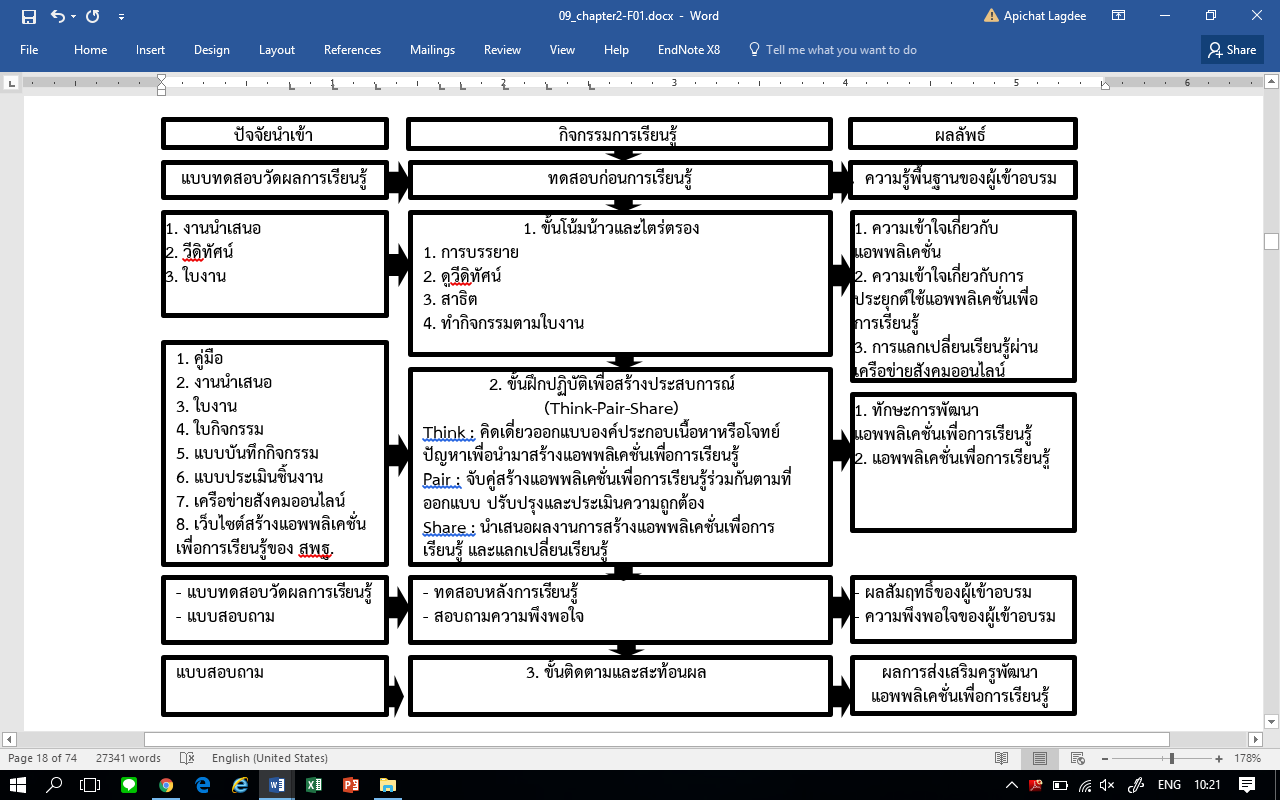 09_chapter2-F01.docx - Word
Apichat Lagdee
File Home Insert Design Layout References Mailings Review View Help EndNote X8 Tell me what you want to do Share
1 2 3 4 5 6
ปัจจัยนำเข้า
กิจกรรมการเรียนรู้
ผลลัพธ์
แบบทดสอบวัดผลการเรียนรู้
ทดสอบก่อนการเรียนรู้
ความรู้พื้นฐานของผู้เข้าอบรม
1. งานนำเสนอ
2. วีดิทัศน์
3. ใบงาน
1. ขั้นโน้มน้าวและไตร่ตรอง
1. การบรรยาย
2. ดูวีดิทัศน์
3. สาธิต
4. ทำกิจกรรมตามใบงาน
1. ความเข้าใจเกี่ยวกับ
แอพพลิเคชั่น
2. ความเข้าใจเกี่ยวกับการ
ประยุกต์ใช้แอพพลิเคชั่นเพื่อ
การเรียนรู้
3. การแลกเปลี่ยนเรียนรู้ผ่าน
เครือข่ายสังคมออนไลน์
1. คู่มือ
2. งานนำเสนอ
3. ใบงาน
4. ใบกิจกรรม
5. แบบบันทึกกิจกรรม
6. แบบประเมินชิ้นงาน
7. เครือข่ายสังคมออนไลน์
8. เว็บไซต์สร้างแอพพลิเคชั่น
เพื่อการเรียนรู้ของ สพฐ.
2. ขั้นฝึกปฏิบัติเพื่อสร้างประสบการณ์
(Think-Pair-Share)
Think : คิดเดี่ยวออกแบบองค์ประกอบเนื้อหาหรือโจทย์
ปัญหาเพื่อนำมาสร้างแอพพลิเคชั่นเพื่อการเรียนรู้
Pair : จับคู่สร้างแอพพลิเคชั่นเพื่อการเรียนรู้ร่วมกันตามที่
ออกแบบ ปรับปรุงและประเมินความถูกต้อง
Share : นำเสนอผลงานการสร้างแอพพลิเคชั่นเพื่อการ
เรียนรู้ และแลกเปลี่ยนเรียนรู้
1. ทักษะการพัฒนา
แอพพลิเคชั่นเพื่อการเรียนรู้
2. แอพพลิเคชั่นเพื่อการเรียนรู้
- แบบทดสอบวัดผลการเรียนรู้
- แบบสอบถาม
- ทดสอบหลังการเรียนรู้
- สอบถามความพึงพอใจ
- ผลสัมฤทธิ์ของผู้เข้าอบรม
- ความพึงพอใจของผู้เข้าอบรม
แบบสอบถาม
3. ขั้นติดตามและสะท้อนผล
ผลการส่งเสริมครูพัฒนา
แอพพลิเคชั่นเพื่อการเรียนรู้
Page 18 of 74 27341 words English (United States) 178%
ENG 10:21